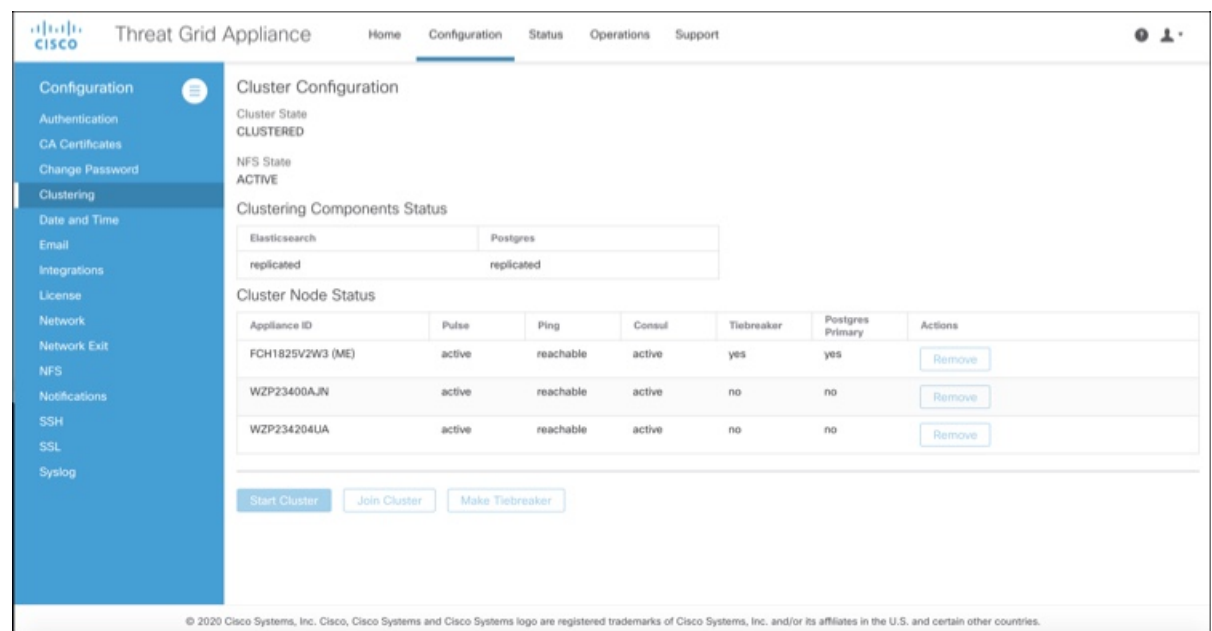 CISCO
Threat Grid Appliance
Home Configuration Status Operations Support
Configuration
Authentication
CA Certificates
Change Password
Clustering
Date and Time
Email
Integrations
License
Network
Network Exit
NFS
Notifications
SSH
SSL
Syslog
Cluster Configuration
Cluster State
CLUSTERED
NFS State
ACTIVE
Clustering Components Status
Elasticsearch Postgres
replicated replicated
Cluster Node Status
Appliance ID Pulse Ping Consul Tiebreaker Postgres Primary Actions
FCH1825V2W3 (ME) active reachable active yes yes Remove
WZP23400AJN active reachable active no no Remove
WZP234204UA active reachable active no no Remove
Start Cluster Join Cluster Make Tiebreaker
© 2020 Cisco Systems, Inc. Cisco, Cisco Systems and Cisco Systems logo are registered trademarks of Cisco Systems, Inc. and/or its affiliates in the U.S. and certain other countries.